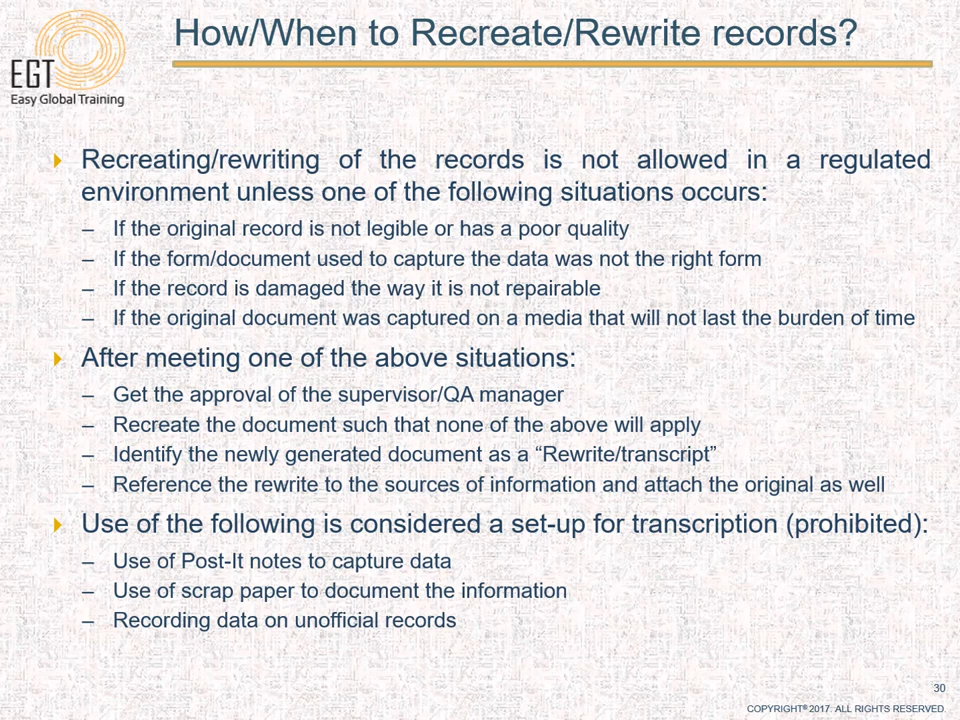 How/When to Recreate/Rewrite records?
EGT
Easy Global Training
Recreating/rewriting of the records is not allowed in a regulated
environment unless one of the following situations occurs:
– If the original record is not legible or has a poor quality
– If the form/document used to capture the data was not the right form
– If the record is damaged the way it is not repairable
– If the original document was captured on a media that will not last the burden of time
After meeting one of the above situations:
– Get the approval of the supervisor/QA manager
– Recreate the document such that none of the above will apply
– Identify the newly generated document as a “Rewrite/transcript”
– Reference the rewrite to the sources of information and attach the original as well
Use of the following is considered a set-up for transcription (prohibited):
– Use of Post-It notes to capture data
– Use of scrap paper to document the information
– Recording data on unofficial records
30
COPYRIGHT® 2017. ALL RIGHTS RESERVED.